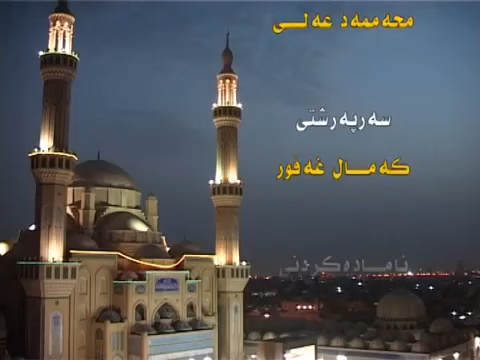 محەممەد عەلی
سەرپەرشتی
کەمال غەفور
ئامادەکردنی